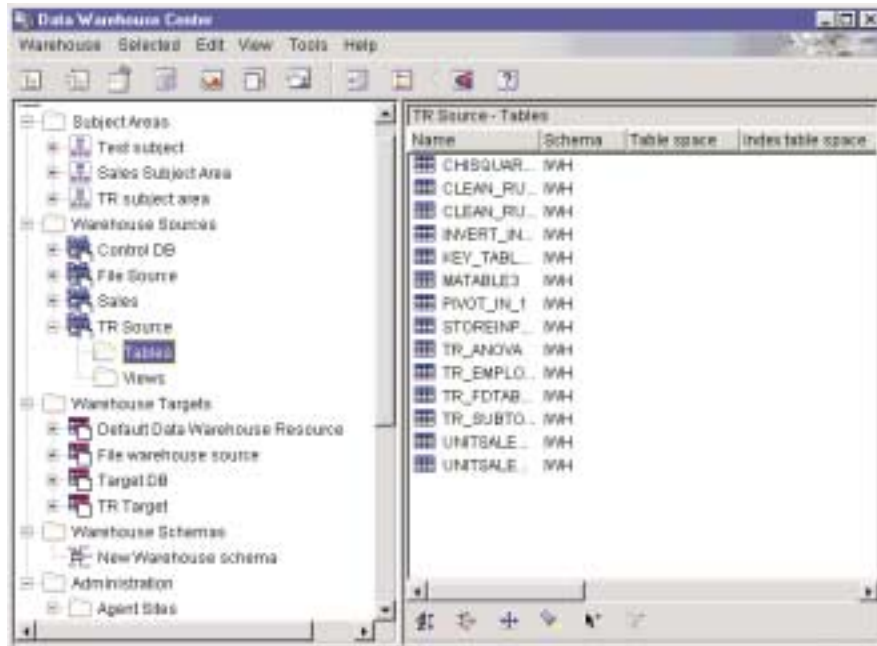 Data Warehouse Center
Warehouse Selected Edit View Tools Help
Subject Areas
Test subject
Sales Subject Area
TR subject area
Warehouse Sources
Control DB
File Source
Sales
TR Source
Tables
Views
Warehouse Targets
Default Data Warehouse Resource
File warehouse source
Target DB
TR Target
Warehouse Schemas
New Warehouse schema
Administration
Agent Sites
TR Source - Tables
Name Schema Table space Index table space
CHISQUAR... IWH
CLEAN_RU... IWH
CLEAN_RU... IWH
INVERT_IN... IWH
KEY_TABL... IWH
MATABLE3 IWH
PIVOT_IN_1 IWH
STOREINP... IWH
TR_ANOVA IWH
TR_EMPLO... IWH
TR_FDTAB... IWH
TR_SUBTO... IWH
UNITSALE... IWH
UNITSALE... IWH